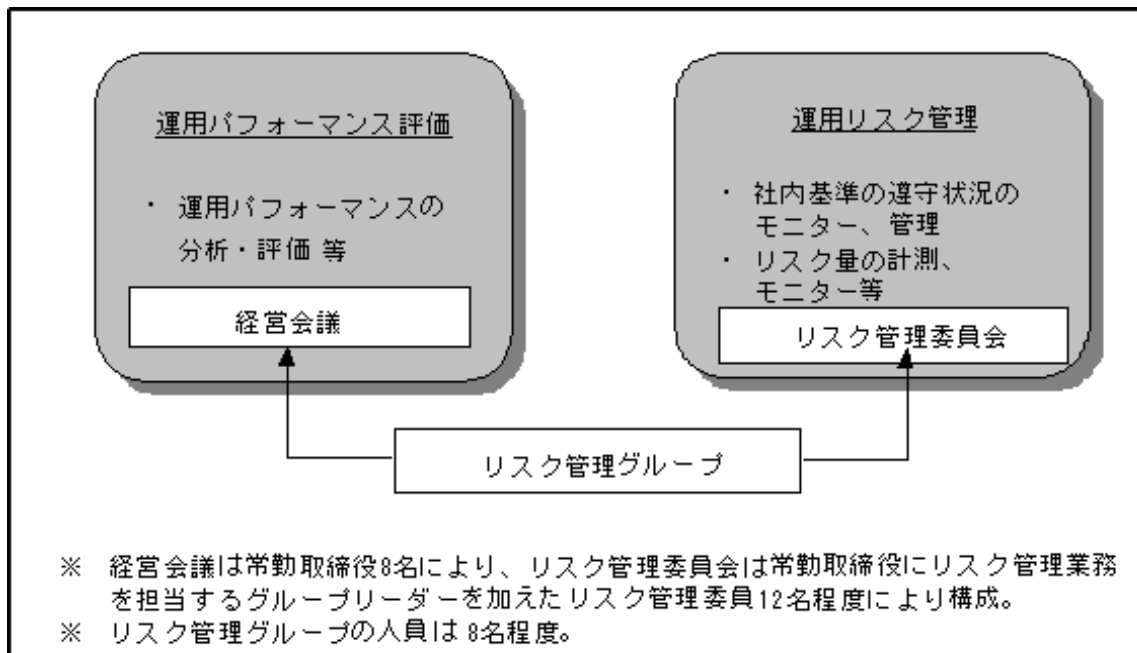 運用パフォーマンス評価
・ 運用パフォーマンスの
分析・評価 等
経営会議
運用リスク管理
・ 社内基準の遵守状況の
モニター、管理
・ リスク量の計測、
モニター等
リスク管理委員会
リスク管理グループ
※ 経営会議は常勤取締役8名により、リスク管理委員会は常勤取締役にリスク管理業務
を担当するグループリーダーを加えたリスク管理委員12名程度により構成。
※ リスク管理グループの人員は 8名程度。